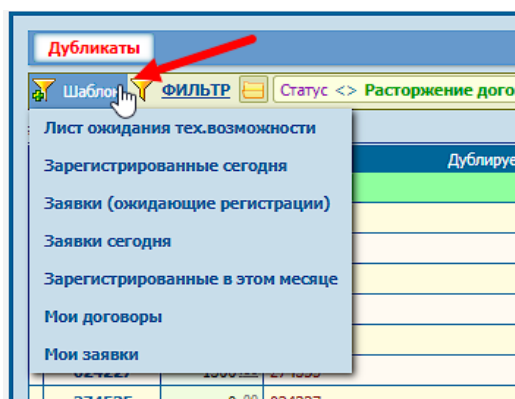 Дубликаты
Шаблон ФИЛЬТР Статус <> Расторжение дого
Лист ожидания тех.возможности
Дублируе
Зарегистрированные сегодня
Заявки (ожидающие регистрации)
Заявки сегодня
Зарегистрированные в этом месяце
Мои договоры
Мои заявки